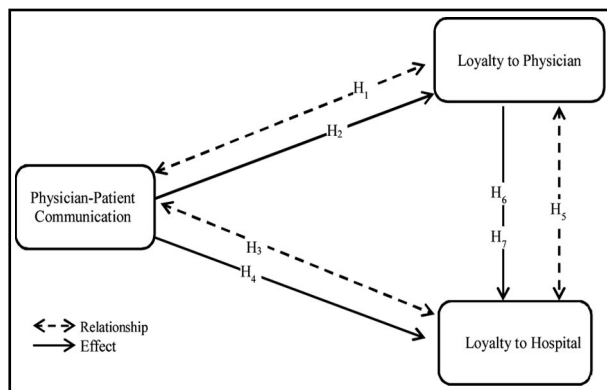 Loyalty to Physician
H₁
H₂
Physician-Patient
Communication
H₆
H₅
H₇
H₃
H₄
Relationship
Effect
Loyalty to Hospital